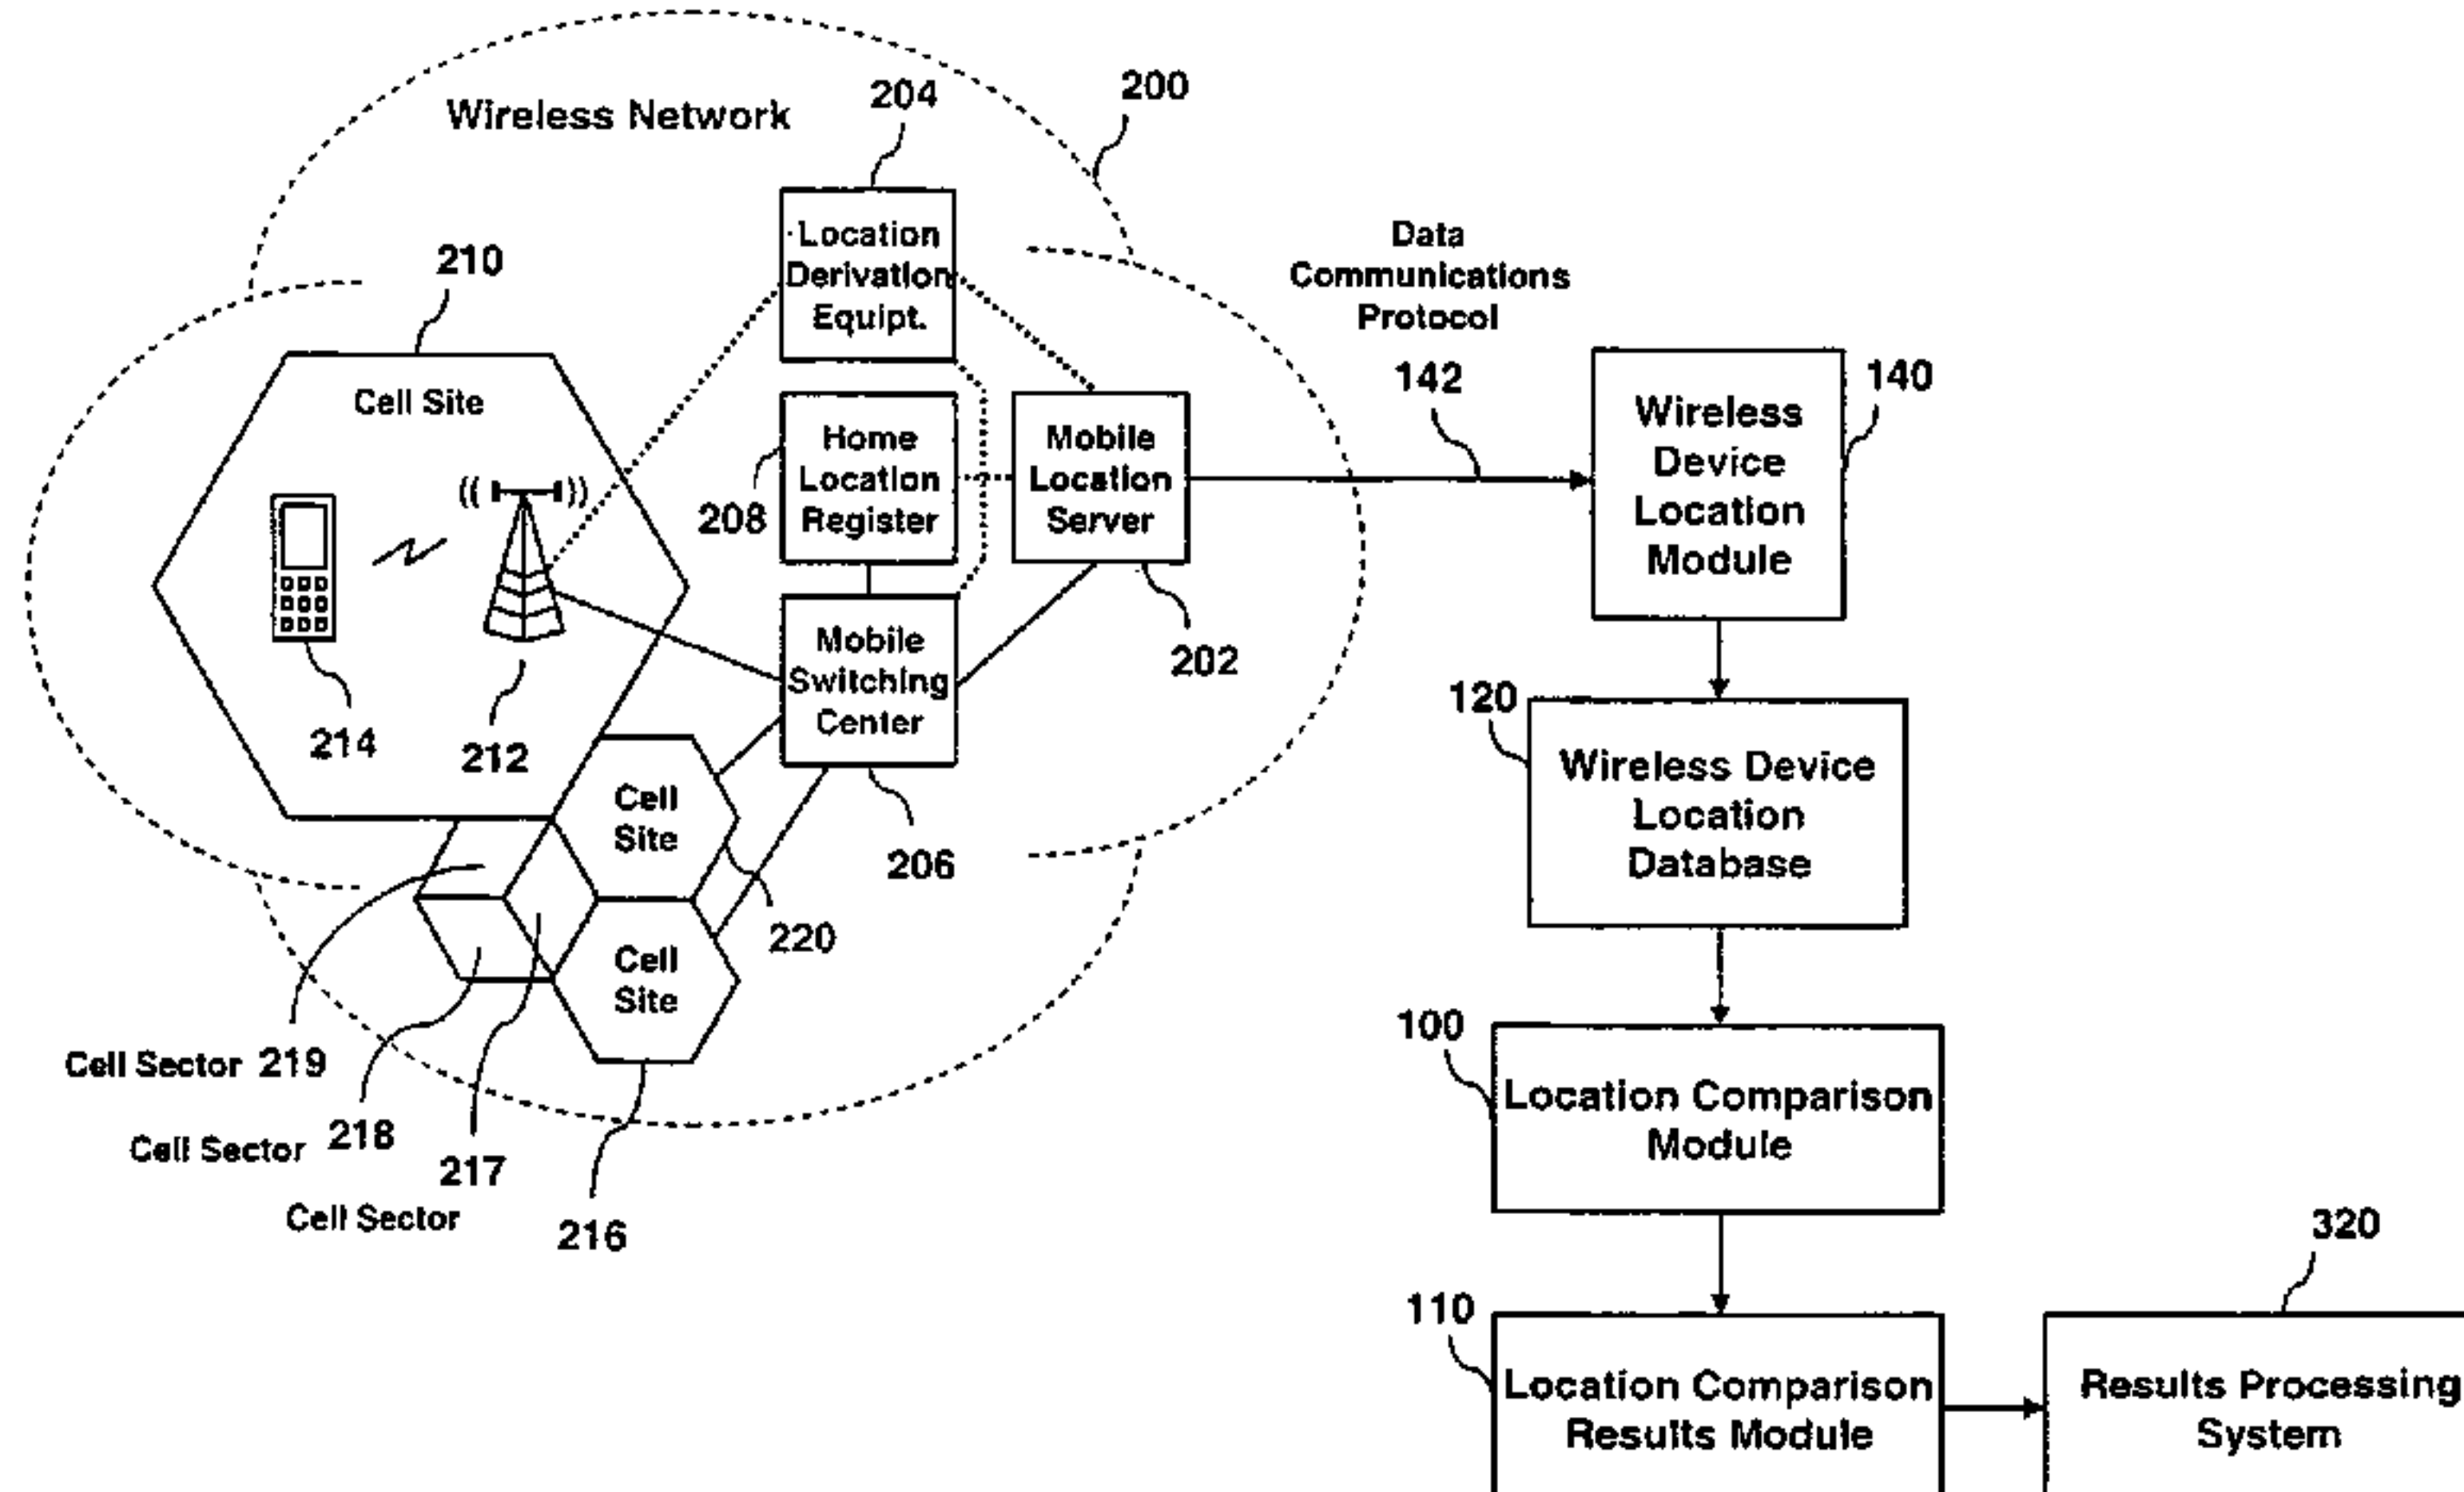 Wireless Network
204
200
Location
Derivation
Equipt.
210
Data
Communications
Protocol
142
140
Cell Site
Home
Location
Register
208
Mobile
Location
Server
Wireless
Device
Location
Module
((
))
Mobile
Switching
Center
202
214
212
120
Wireless Device
Location
Database
Cell
Site
206
220
Cell
Site
100
Location Comparison
Module
Cell Sector 219
Cell Sector 218
217
Cell Sector
216
320
110
Location Comparison
Results Module
Results Processing
System